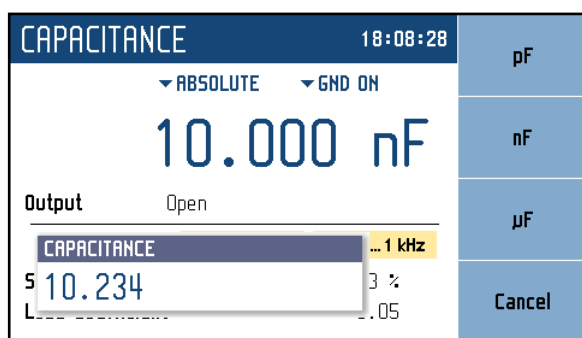 CAPACITANCE 18:08:28
ABSOLUTE GND ON
10.000 nF
Output Open
...1 kHz
CAPACITANCE
10.234
3 %
.05
pF
nF
µF
Cancel